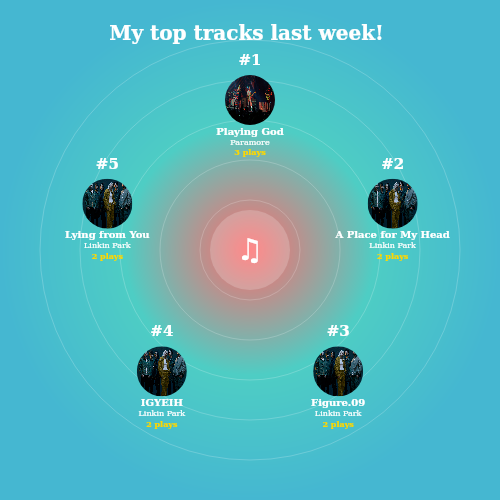 My top tracks last week!
#1
Playing God
Paramore
3 plays
#2
A Place for My Head
Linkin Park
2 plays
#3
Figure.09
Linkin Park
2 plays
#4
IGYEIH
Linkin Park
2 plays
#5
Lying from You
Linkin Park
2 plays